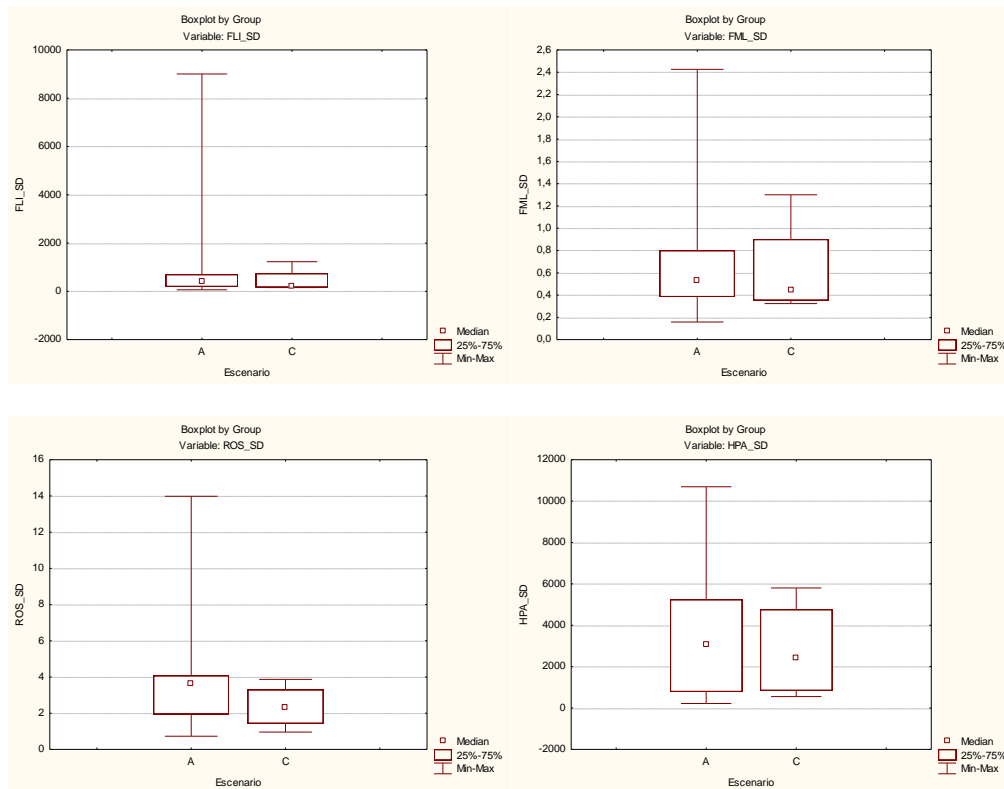 Boxplot by Group
Variable: FLI_SD
10000
8000
6000
4000
2000
0
-2000
FLI_SD
A C
Escenario
Median
25%-75%
Min-Max
Boxplot by Group
Variable: FML_SD
2,6
2,4
2,2
2,0
1,8
1,6
1,4
1,2
1,0
0,8
0,6
0,4
0,2
0,0
FML_SD
A C
Escenario
Median
25%-75%
Min-Max
Boxplot by Group
Variable: ROS_SD
16
14
12
10
8
6
4
2
0
ROS_SD
A C
Escenario
Median
25%-75%
Min-Max
Boxplot by Group
Variable: HPA_SD
12000
10000
8000
6000
4000
2000
0
-2000
HPA_SD
A C
Escenario
Median
25%-75%
Min-Max